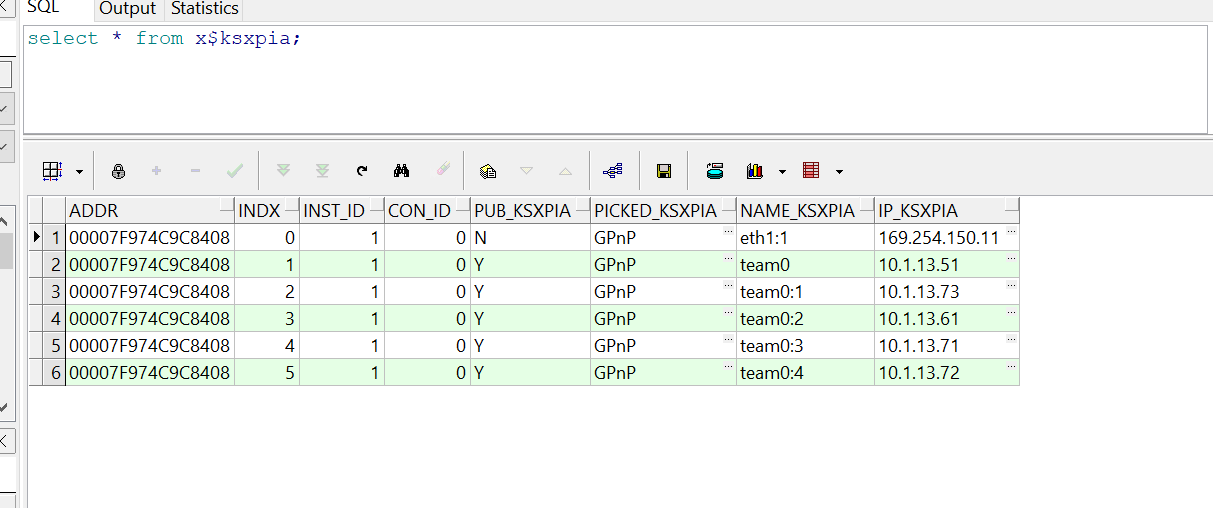 SQL Output Statistics
select * from x$ksxpia;
ADDR INDX INST_ID CON_ID PUB_KSXPIA PICKED_KSXPIA NAME_KSXPIA IP_KSXPIA
1 00007F974C9C8408 0 1 0 N GPnP ... eth1:1 ... 169.254.150.11 ...
2 00007F974C9C8408 1 1 0 Y GPnP ... team0 ... 10.1.13.51 ...
3 00007F974C9C8408 2 1 0 Y GPnP ... team0:1 ... 10.1.13.73 ...
4 00007F974C9C8408 3 1 0 Y GPnP ... team0:2 ... 10.1.13.61 ...
5 00007F974C9C8408 4 1 0 Y GPnP ... team0:3 ... 10.1.13.71 ...
6 00007F974C9C8408 5 1 0 Y GPnP ... team0:4 ... 10.1.13.72 ...